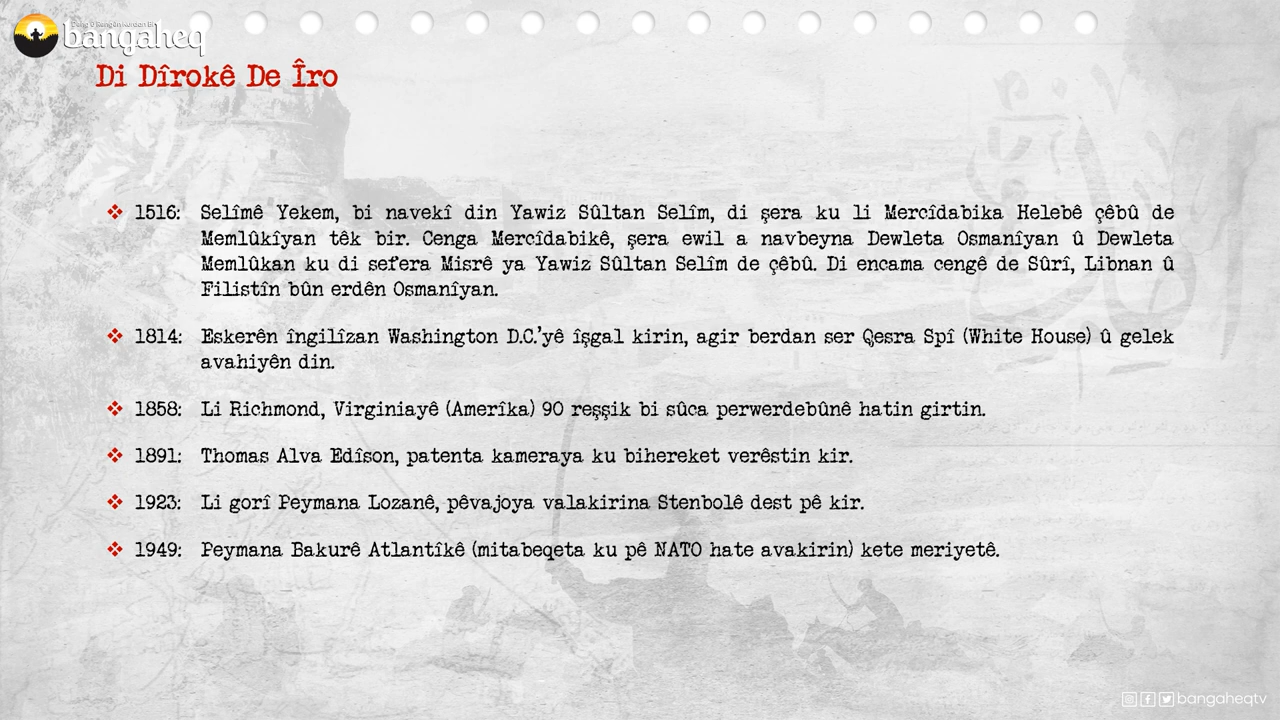 Ceng û Bengên Kurdan Bi
bangaheq
Di Dîrokê De Îro
❖ 1516: Selîmê Yekem, bi navekî din Yawiz Sûltan Selîm, di şera ku li Mercîdabika Helebê çêbû de
Memlûkîyan têk bir. Cenga Mercîdabikê, şera ewil a navbeyna Dewleta Osmanîyan û Dewleta
Memlûkan ku di sefera Misrê ya Yawiz Sûltan Selîm de çêbû. Di encama cengê de Sûrî, Libnan û
Filistîn bûn erdên Osmanîyan.
❖ 1814: Eskerên îngilîzan Washington D.C.'yê îşgal kirin, agir berdan ser Qesra Spî (White House) û gelek
avahiyên din.
❖ 1858: Li Richmond, Virginiayê (Amerîka) 90 reşşik bi sûca perwerdebûnê hatin girtin.
❖ 1891: Thomas Alva Edîson, patenta kameraya ku bihereket verêstin kir.
❖ 1923: Li gorî Peymana Lozanê, pêvajoya valakirina Stenbolê dest pê kir.
❖ 1949: Peymana Bakurê Atlantîkê (mitabeqeta ku pê NATO hate avakirin) kete meriyetê.
bangaheqtv